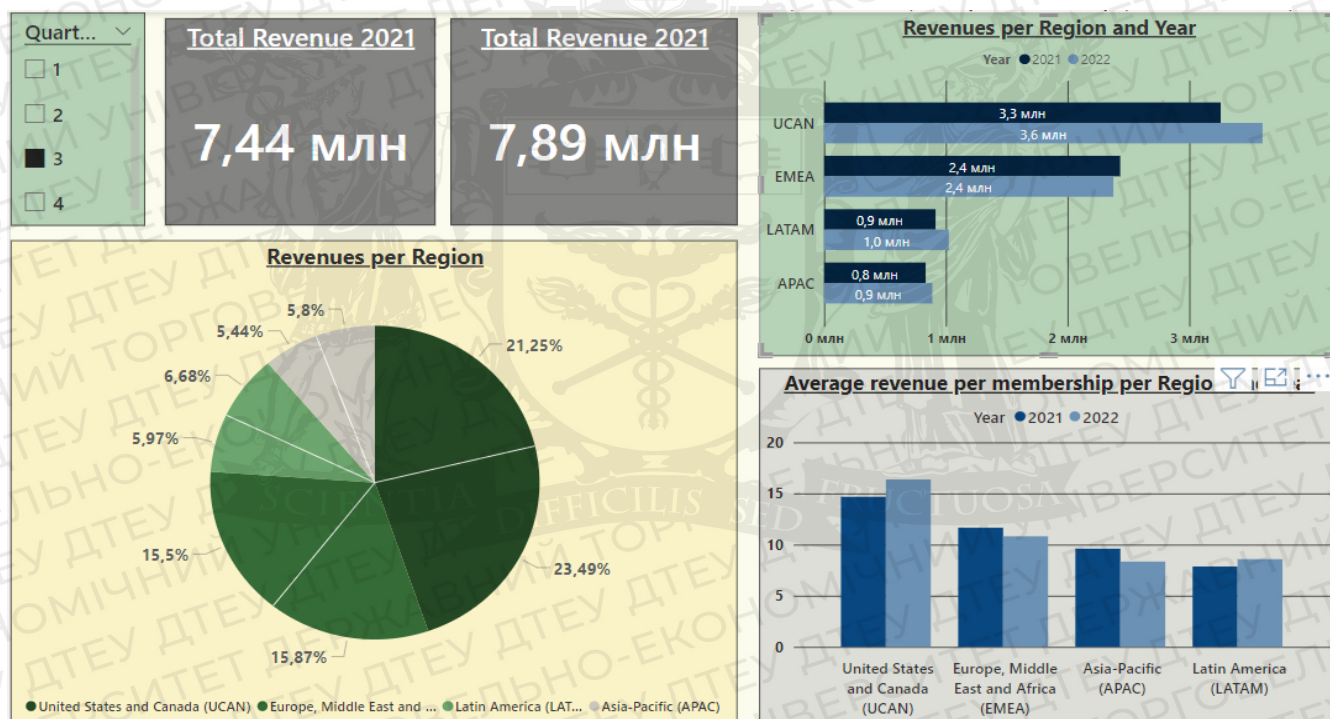 Quart...
1
2
3
4
Total Revenue 2021
7,44 млн
Total Revenue 2021
7,89 млн
Revenues per Region and Year
Year 2021 2022
UCAN
3,3 млн
3,6 млн
EMEA
2,4 млн
2,4 млн
LATAM
0,9 млн
1,0 млн
APAC
0,8 млн
0,9 млн
0 млн 1 млн 2 млн 3 млн
Revenues per Region
5,8%
5,44%
21,25%
6,68%
5,97%
15,5%
23,49%
15,87%
United States and Canada (UCAN) Europe, Middle East and ... Latin America (LAT... Asia-Pacific (APAC)
Average revenue per membership per Regio
Year 2021 2022
20
15
10
5
0
United States
and Canada
(UCAN)
Europe, Middle
East and Africa
(EMEA)
Asia-Pacific
(APAC)
Latin America
(LATAM)
SCIENTIA DIFFICILIS SED FRUCTUOSA